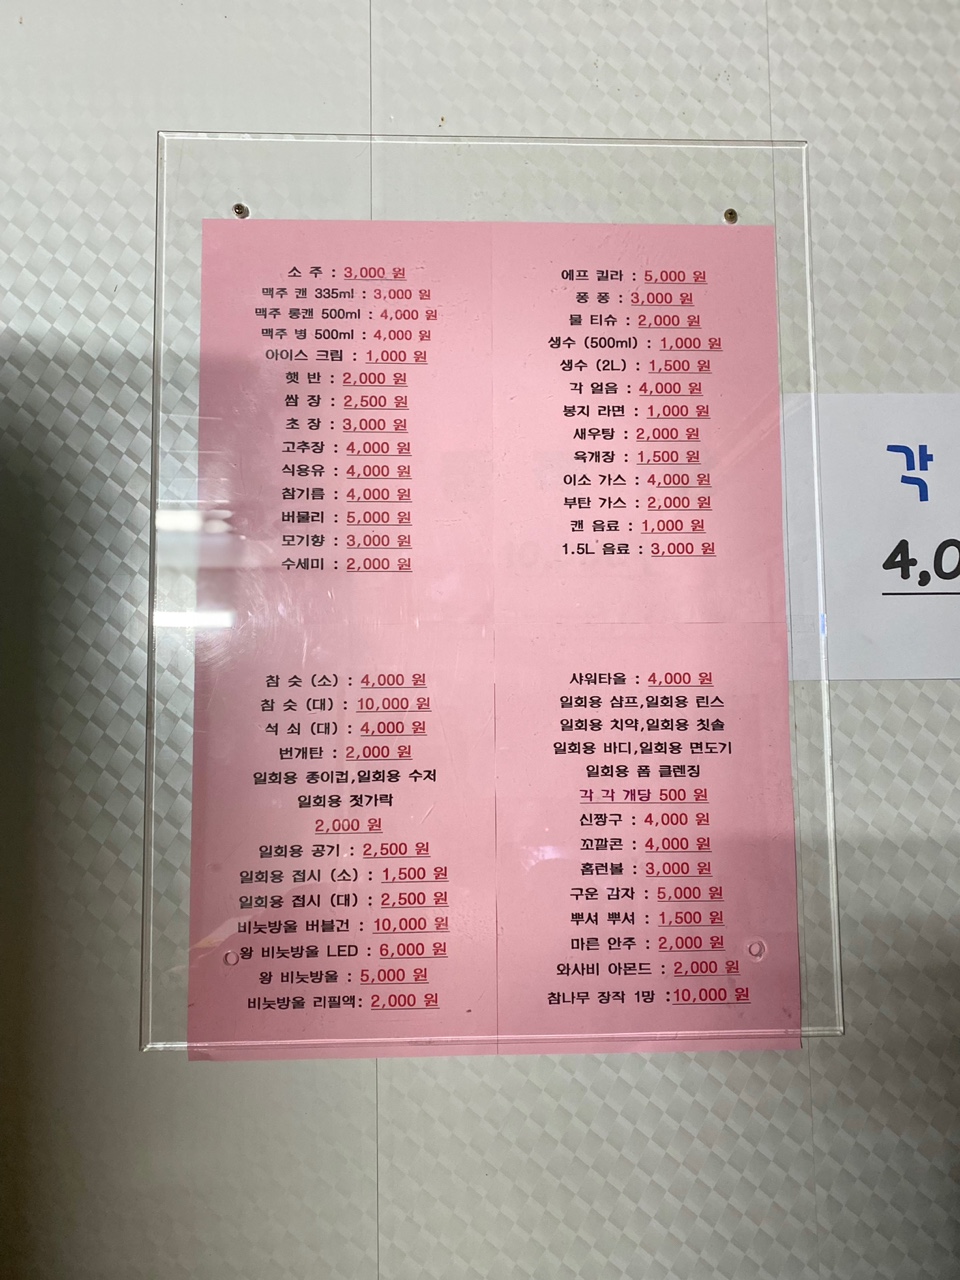 소 주 : 3,000 원
맥주 캔 335ml : 3,000 원
맥주 롱캔 500ml : 4,000 원
맥주 병 500ml : 4,000 원
아이스 크림 : 1,000 원
햇 반 : 2,000 원
쌈 장 : 2,500 원
초 장 : 3,000 원
고추장 : 4,000 원
식용유 : 4,000 원
참기름 : 4,000 원
버물리 : 5,000 원
모기향 : 3,000 원
수세미 : 2,000 원
에프 킬라 : 5,000 원
퐁 퐁 : 3,000 원
물 티슈 : 2,000 원
생수 (500ml) : 1,000 원
생수 (2L) : 1,500 원
각 얼음 : 4,000 원
봉지 라면 : 1,000 원
새우탕 : 2,000 원
육개장 : 1,500 원
이소 가스 : 4,000 원
부탄 가스 : 2,000 원
캔 음료 : 1,000 원
1.5L 음료 : 3,000 원
참 숯 (소) : 4,000 원
참 숯 (대) : 10,000 원
석 쇠 (대) : 4,000 원
번개탄 : 2,000 원
일회용 종이컵,일회용 수저
일회용 젓가락
2,000 원
일회용 공기 : 2,500 원
일회용 접시 (소) : 1,500 원
일회용 접시 (대) : 2,500 원
비눗방울 버블건 : 10,000 원
왕 비눗방울 LED : 6,000 원
왕 비눗방울 : 5,000 원
비눗방울 리필액: 2,000 원
샤워타올 : 4,000 원
일회용 샴프,일회용 린스
일회용 치약,일회용 칫솔
일회용 바디,일회용 면도기
일회용 폼 클렌징
각 각 개당 500 원
신짱구 : 4,000 원
꼬깔콘 : 4,000 원
홈런볼 : 3,000 원
구운 감자 : 5,000 원
뿌셔 뿌셔 : 1,500 원
마른 안주 : 2,000 원
와사비 아몬드 : 2,000 원
참나무 장작 1망 :10,000 원
각
4,0